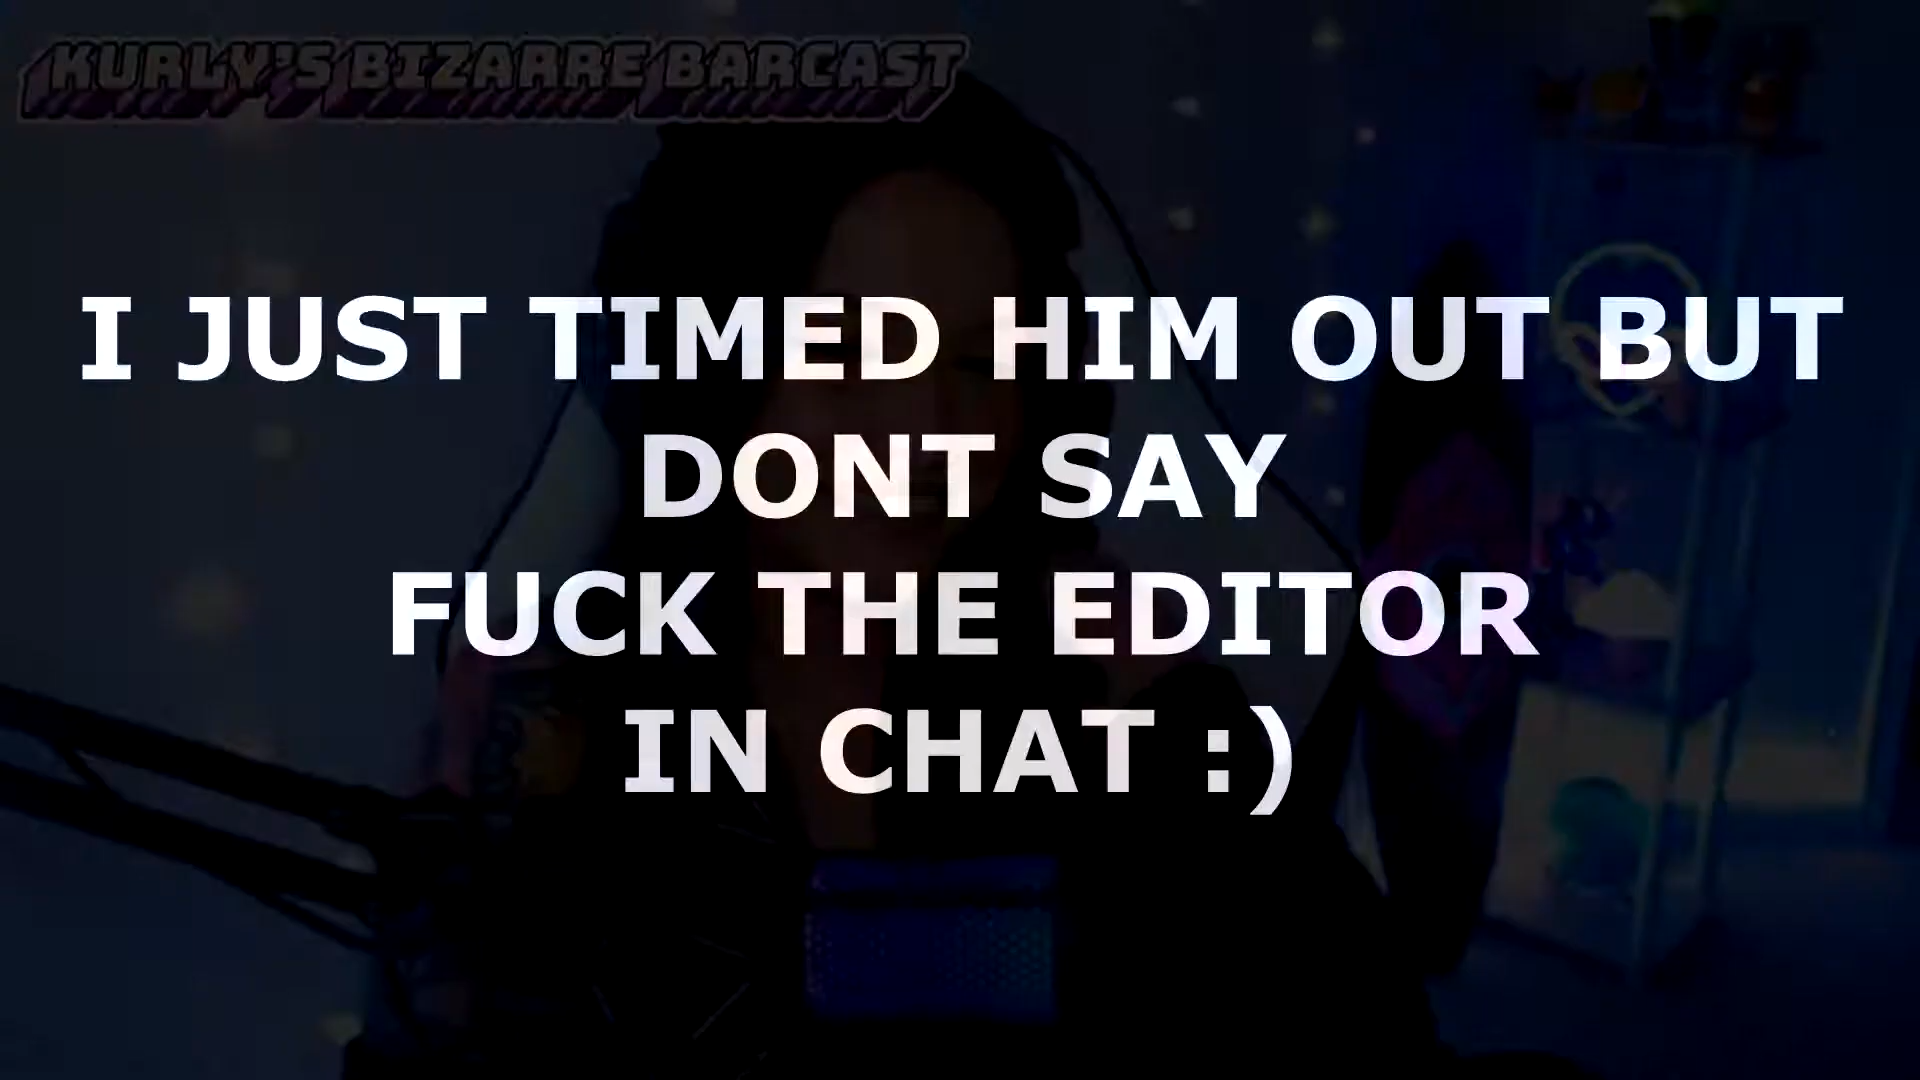 KURLY'S BIZARRE BARCAST
I JUST TIMED HIM OUT BUT
DONT SAY
FUCK THE EDITOR
IN CHAT :)